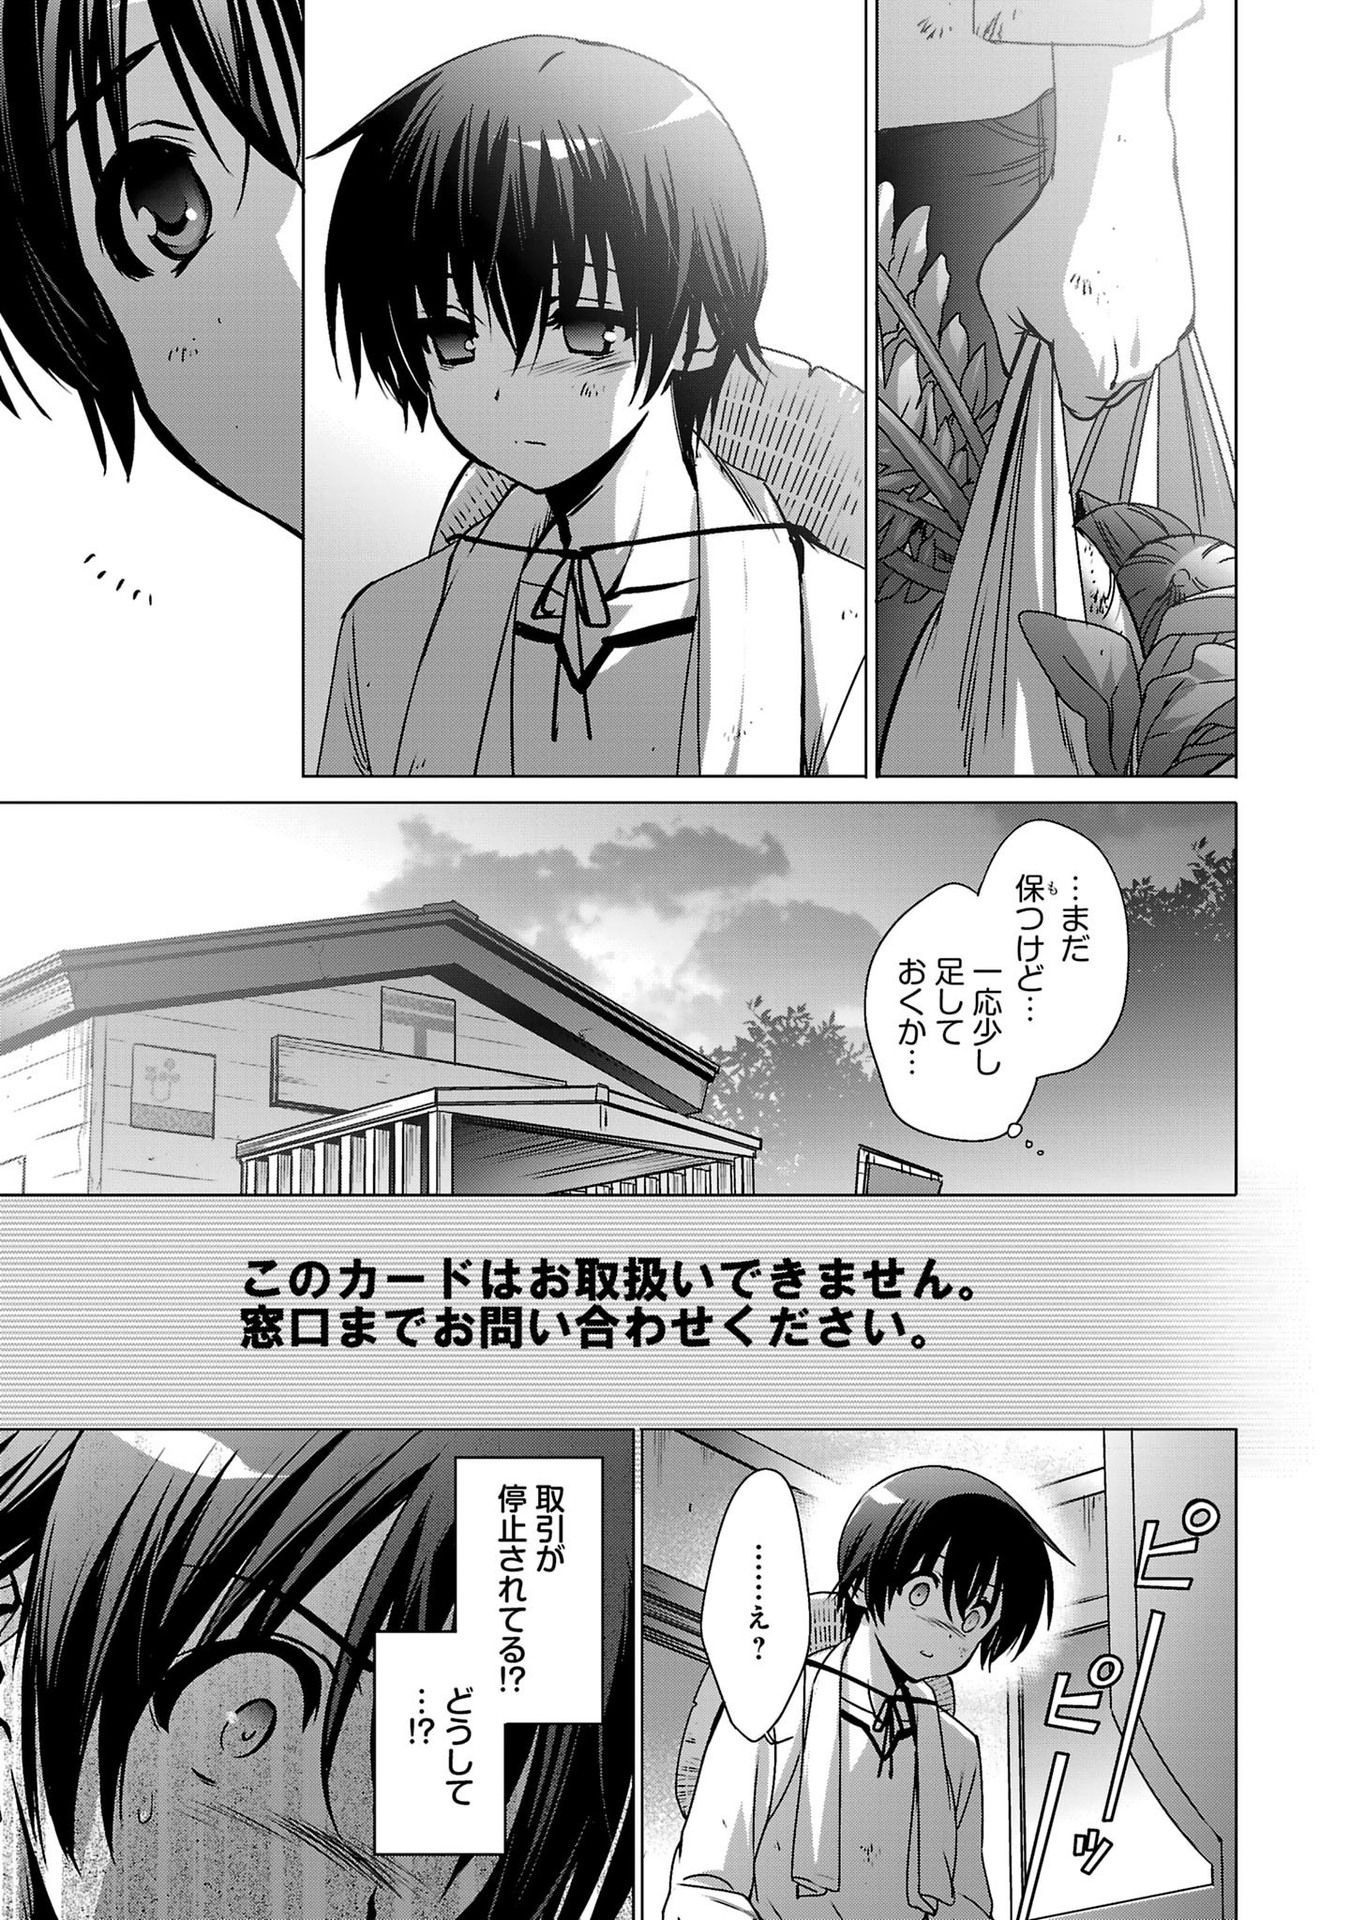 …まだ
保つけど…
も
一応少し
足して
おくか…
〒
このカードはお取扱いできません。
窓口までお問い合わせください。
ピーピーッ
……え？
取引が
停止されてる!?
どうして
…!?